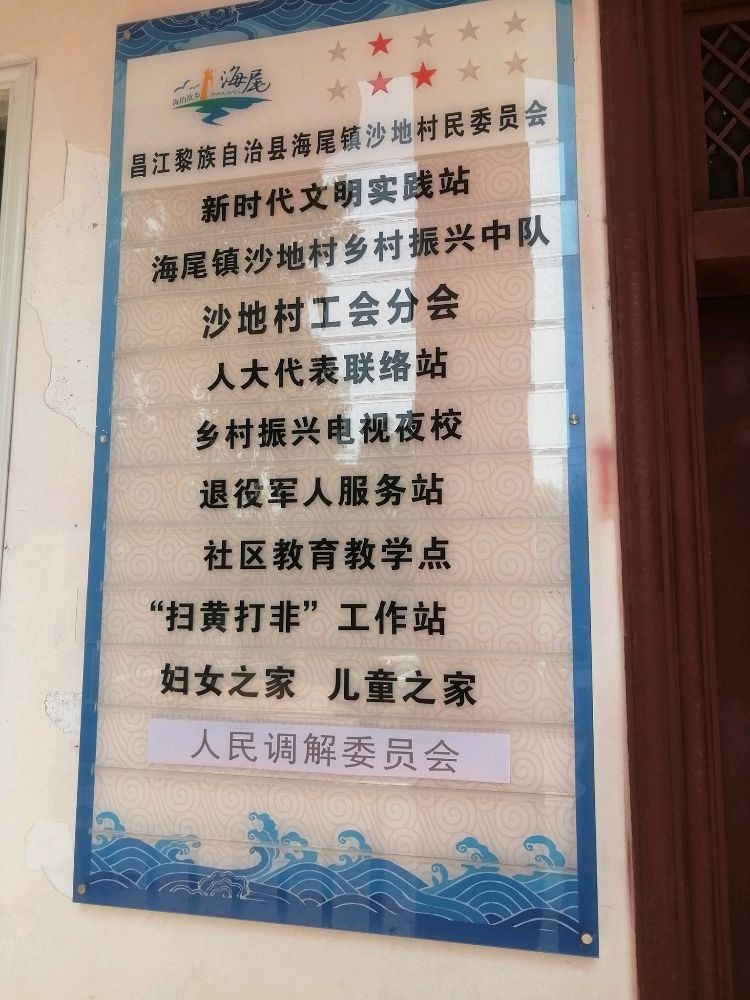 海尾
昌江黎族自治县海尾镇沙地村民委员会
新时代文明实践站
海尾镇沙地村乡村振兴中队
沙地村工会分会
人大代表联络站
乡村振兴电视夜校
退役军人服务站
社区教育教学点
“扫黄打非”工作站
妇女之家 儿童之家
人民调解委员会